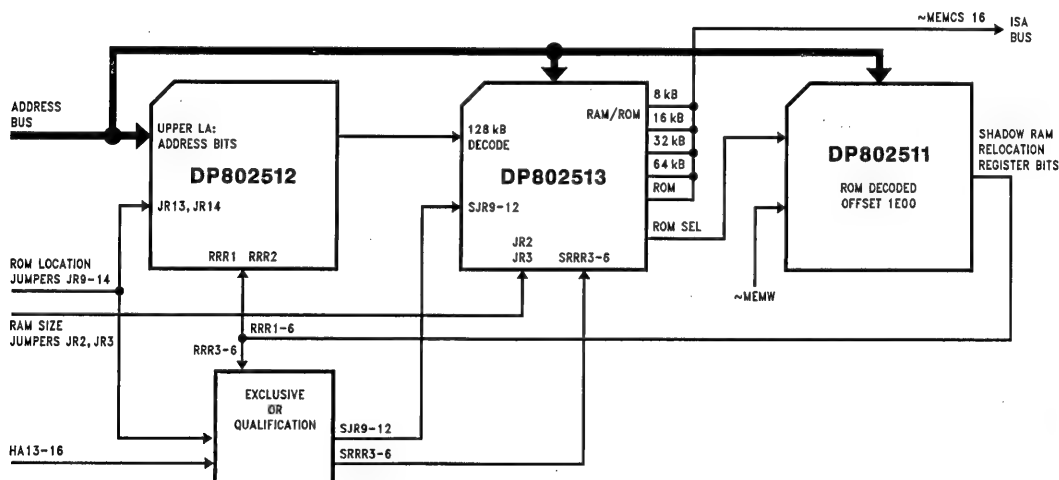 ~MEMCS 16
ISA
BUS
ADDRESS
BUS
UPPER LA:
ADDRESS BITS
DP802512
JR13, JR14
RRR1 RRR2
128 kB
DECODE
DP802513
SJR9-12
JR2
JR3
SRRR3-6
RAM/ROM
8 kB
16 kB
32 kB
64 kB
ROM
ROM SEL
DP802511
ROM DECODED
OFFSET 1E00
SHADOW RAM
RELOCATION
REGISTER BITS
~MEMW
ROM LOCATION
JUMPERS JR9-14
RAM SIZE
JUMPERS JR2, JR3
RRR1-6
RRR3-6
EXCLUSIVE
OR
QUALIFICATION
SJR9-12
SRRR3-6
HA13-16